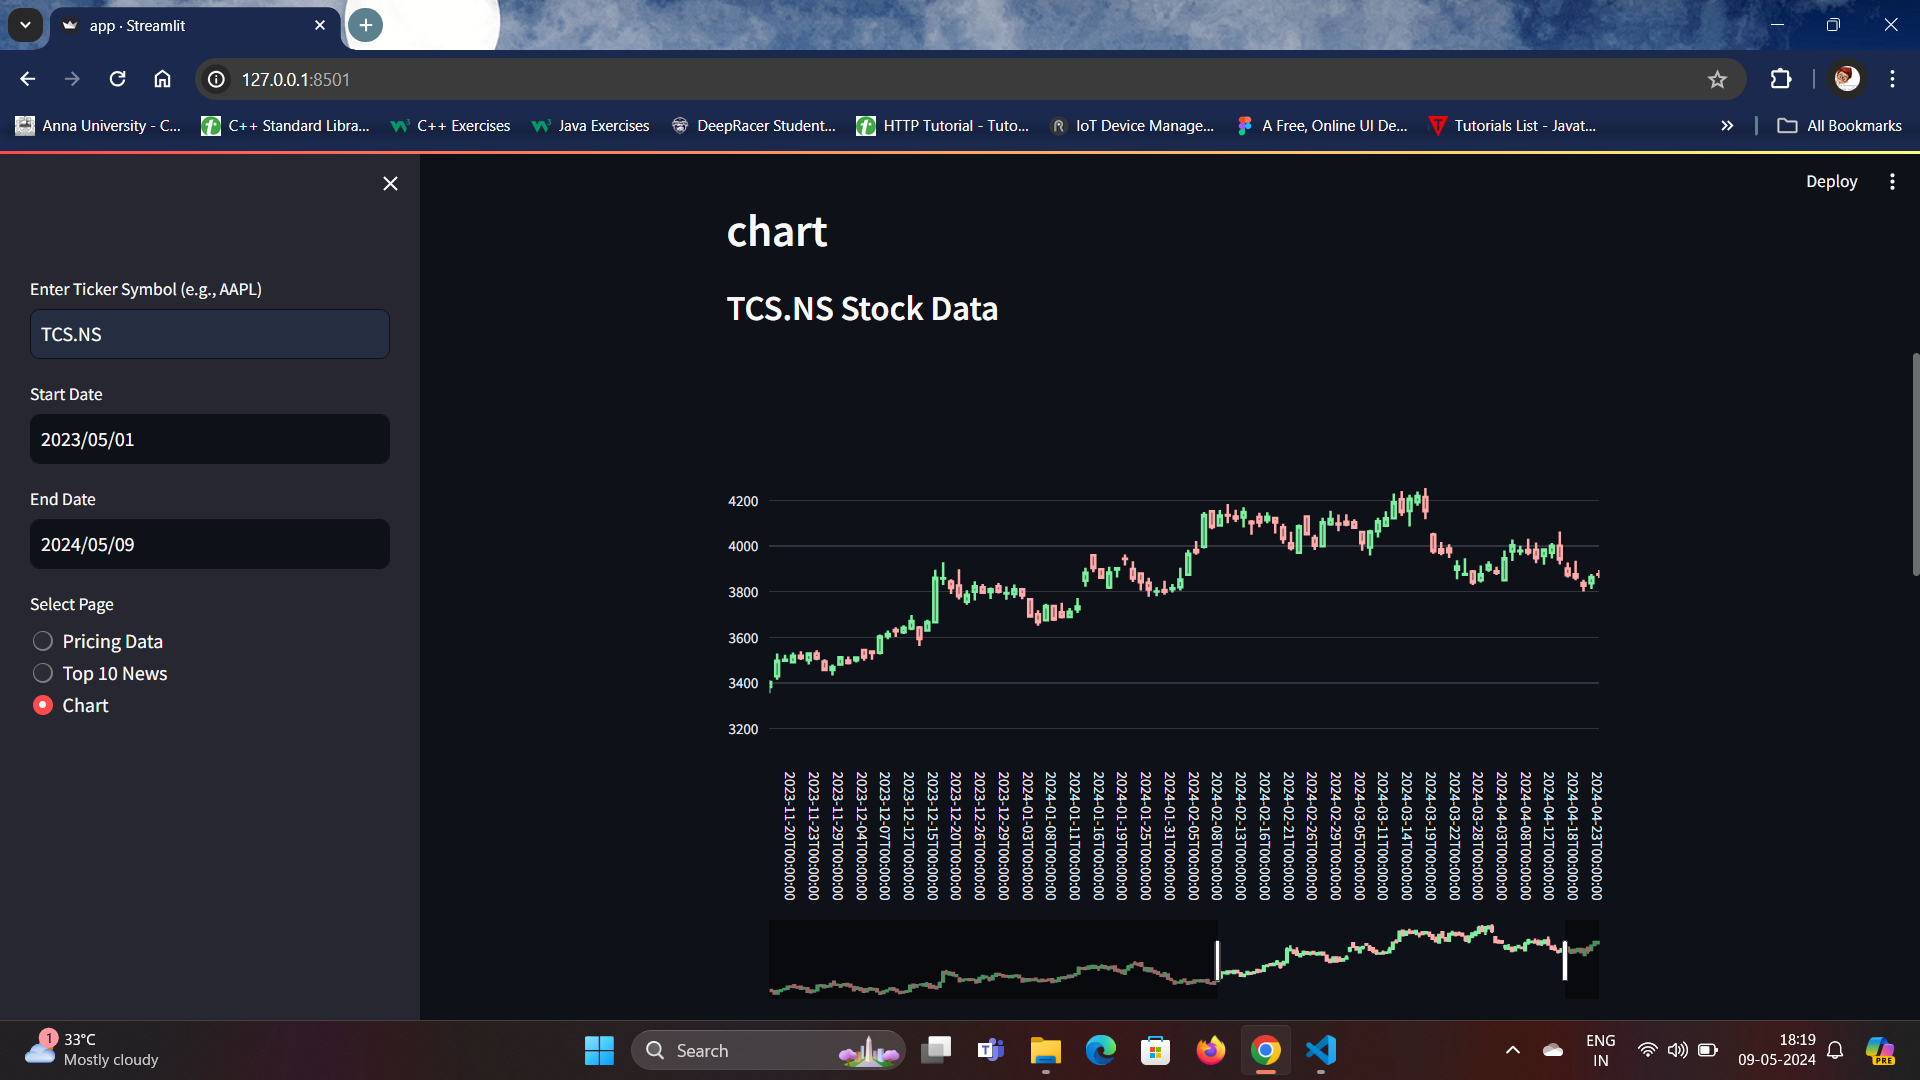 app · Streamlit
127.0.0.1:8501
Anna University - C...
C++ Standard Libra...
C++ Exercises
Java Exercises
DeepRacer Student...
HTTP Tutorial - Tuto...
IoT Device Manage...
A Free, Online UI De...
Tutorials List - Javat...
All Bookmarks
Deploy
Enter Ticker Symbol (e.g., AAPL)
TCS.NS
Start Date
2023/05/01
End Date
2024/05/09
Select Page
Pricing Data
Top 10 News
Chart
chart
TCS.NS Stock Data
4200
4000
3800
3600
3400
3200
2023-11-20T00:00:00
2023-11-23T00:00:00
2023-11-29T00:00:00
2023-12-04T00:00:00
2023-12-07T00:00:00
2023-12-12T00:00:00
2023-12-15T00:00:00
2023-12-20T00:00:00
2023-12-26T00:00:00
2023-12-29T00:00:00
2024-01-03T00:00:00
2024-01-08T00:00:00
2024-01-11T00:00:00
2024-01-16T00:00:00
2024-01-19T00:00:00
2024-01-25T00:00:00
2024-01-31T00:00:00
2024-02-05T00:00:00
2024-02-08T00:00:00
2024-02-13T00:00:00
2024-02-16T00:00:00
2024-02-21T00:00:00
2024-02-26T00:00:00
2024-02-29T00:00:00
2024-03-05T00:00:00
2024-03-11T00:00:00
2024-03-14T00:00:00
2024-03-19T00:00:00
2024-03-22T00:00:00
2024-03-28T00:00:00
2024-04-03T00:00:00
2024-04-08T00:00:00
2024-04-12T00:00:00
2024-04-18T00:00:00
2024-04-23T00:00:00
1
33°C
Mostly cloudy
Search
ENG
IN
18:19
09-05-2024
PRE